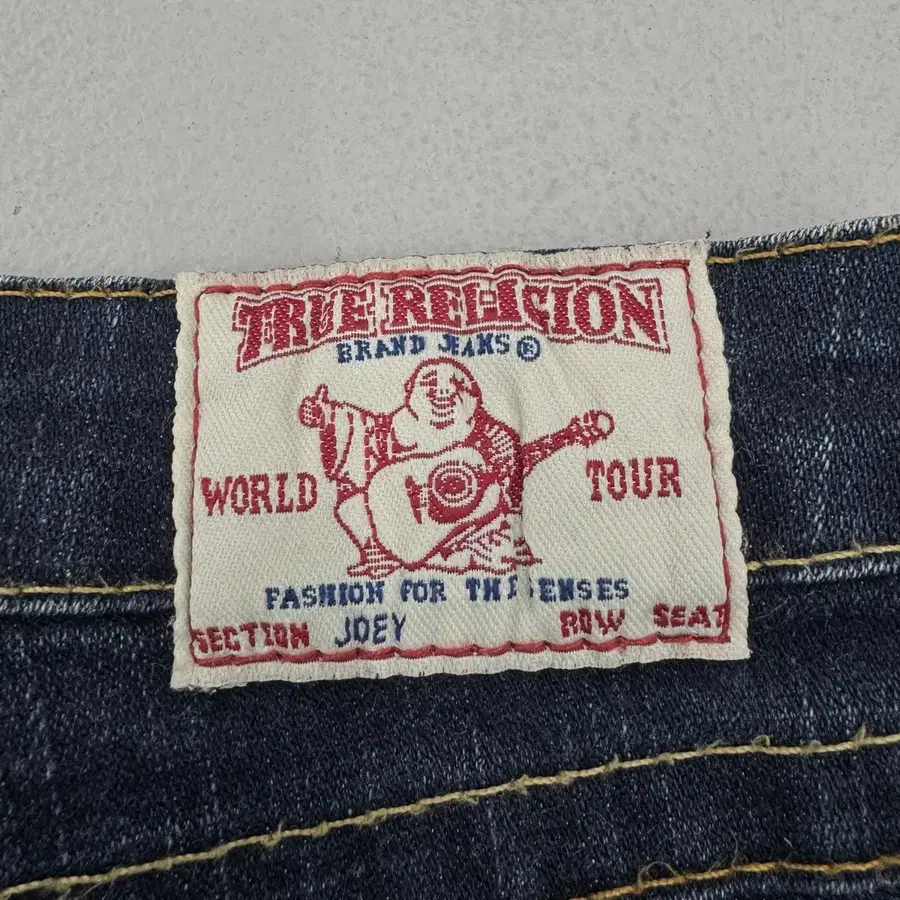 TRUE RELIGION
BRAND JEANS®
WORLD TOUR
FASHION FOR THE SENSES
SECTION JOEY ROW SEAT